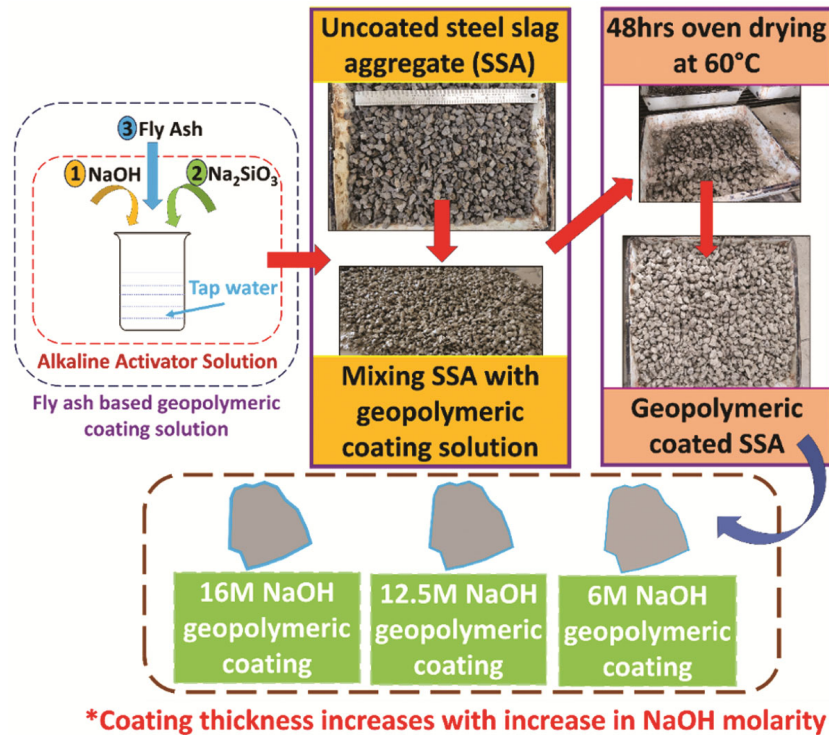 3 Fly Ash
1 NaOH
2 Na₂SiO₃
Tap water
Alkaline Activator Solution
Fly ash based geopolymeric
coating solution
Uncoated steel slag
aggregate (SSA)
Mixing SSA with
geopolymeric
coating solution
48hrs oven drying
at 60°C
Geopolymeric
coated SSA
16M NaOH
geopolymeric
coating
12.5M NaOH
geopolymeric
coating
6M NaOH
geopolymeric
coating
*Coating thickness increases with increase in NaOH molarity